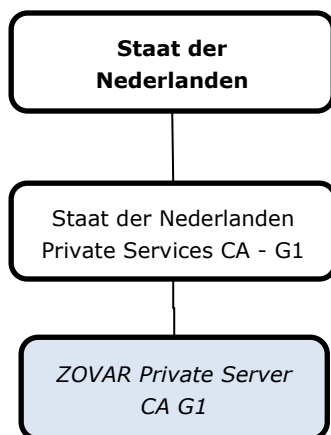 Staat der
Nederlanden
Staat der Nederlanden
Private Services CA - G1
ZOVAR Private Server
CA G1